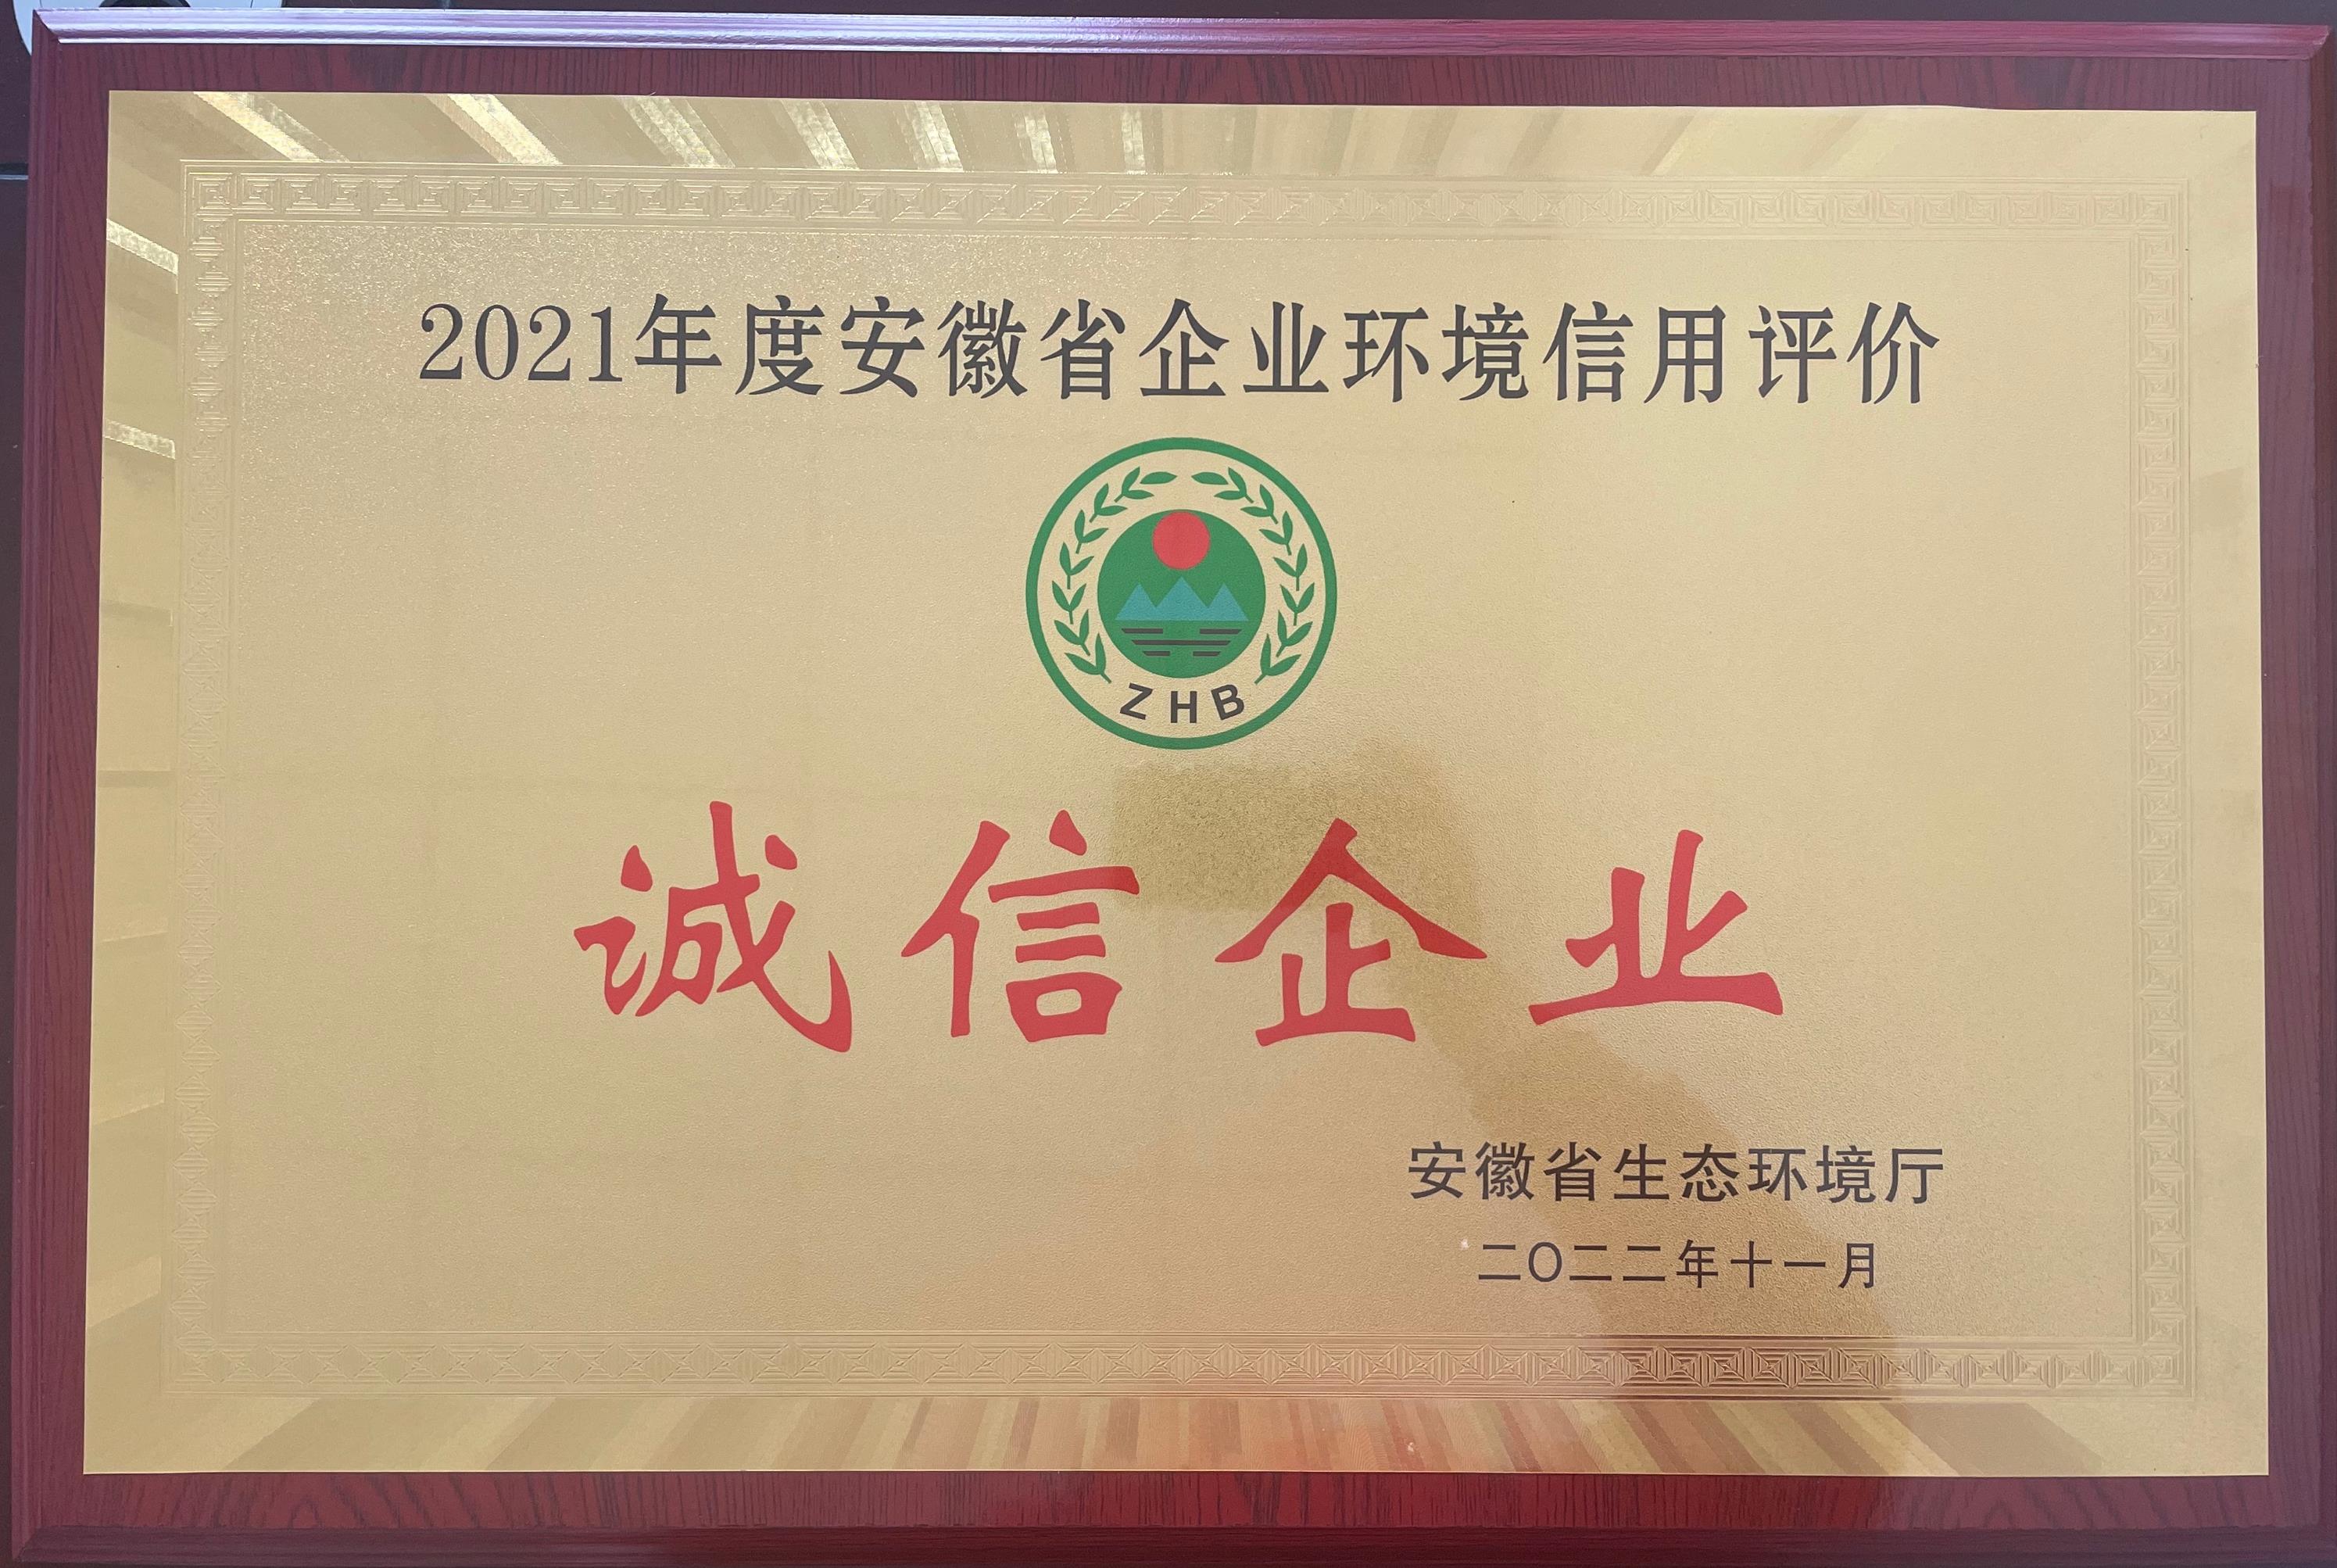 2021年度安徽省企业环境信用评价
ZHB
诚信企业
安徽省生态环境厅
二〇二二年十一月